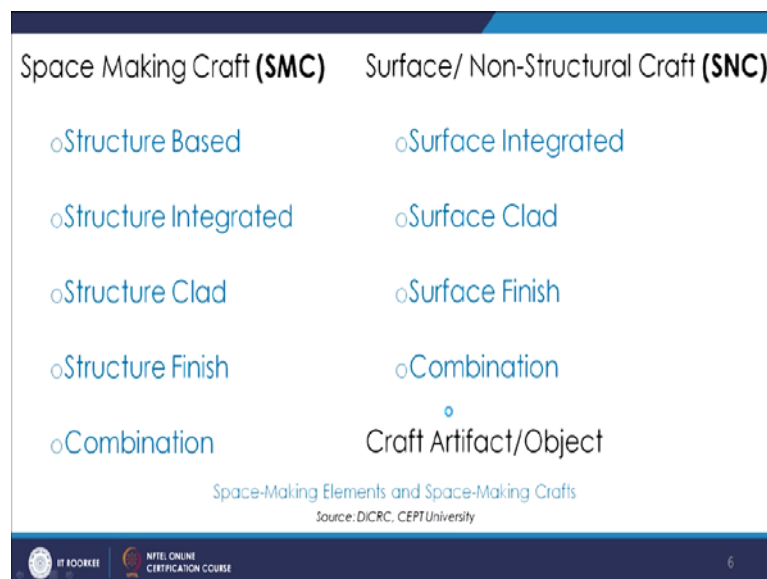 Space Making Craft (SMC)
oStructure Based
oStructure Integrated
oStructure Clad
oStructure Finish
oCombination
Surface/ Non-Structural Craft (SNC)
oSurface Integrated
oSurface Clad
oSurface Finish
oCombination
Craft Artifact/Object
Space-Making Elements and Space-Making Crafts
Source: DICRC, CEPT University
IIT ROORKEE
NPTEL ONLINE
CERTIFICATION COURSE
6